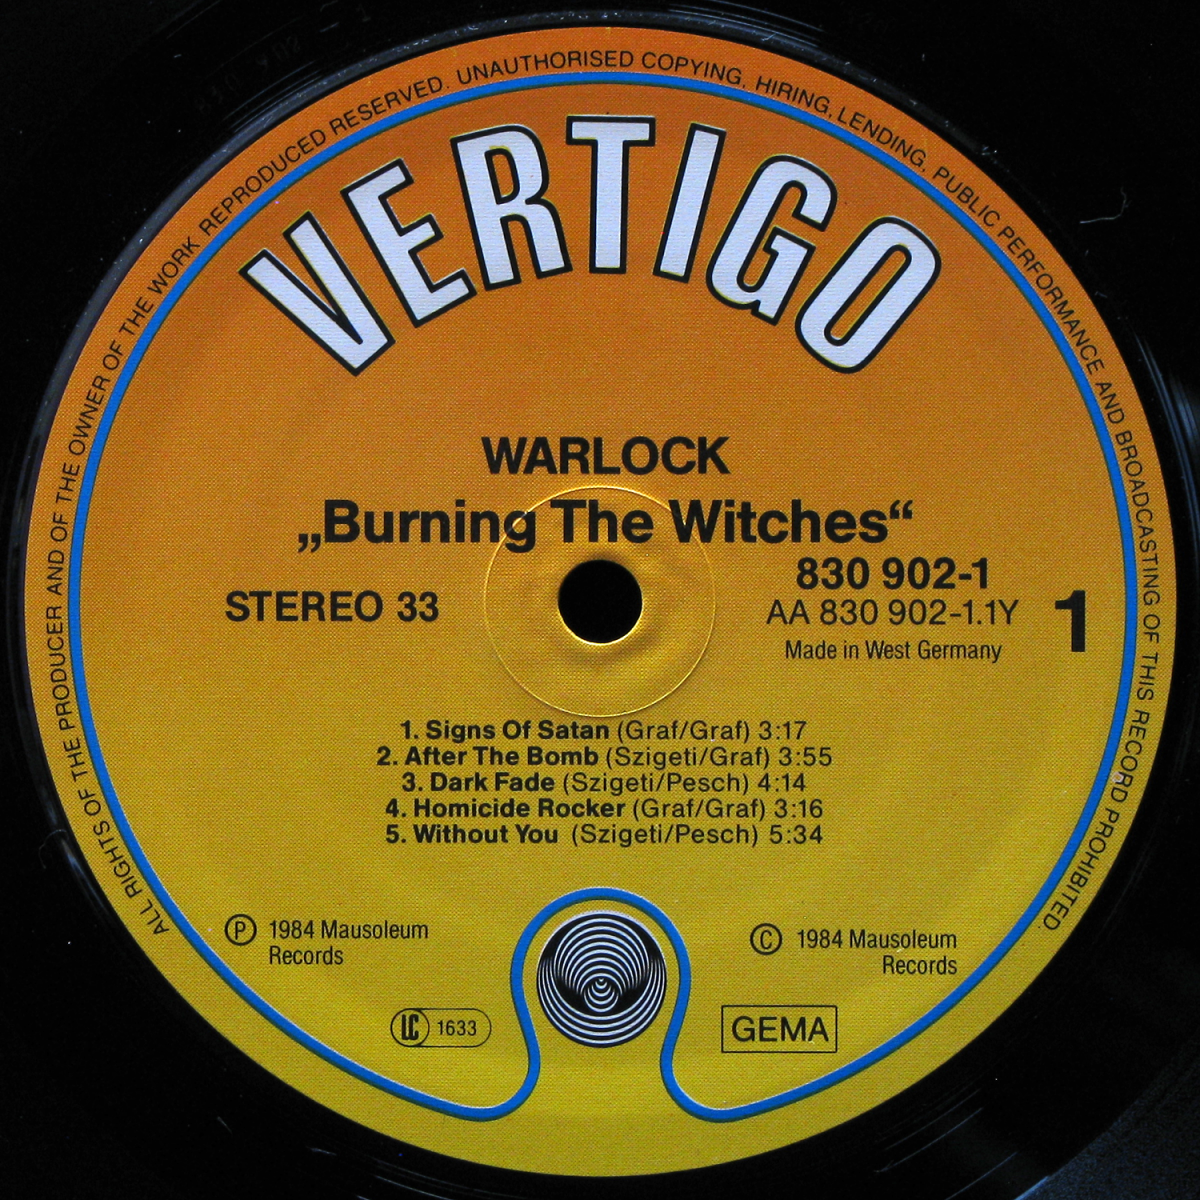 ALL RIGHTS OF THE PRODUCER AND OF THE OWNER OF THE WORK REPRODUCED RESERVED. UNAUTHORISED COPYING, HIRING, LENDING, PUBLIC PERFORMANCE AND BROADCASTING OF THIS RECORD PROHIBITED.
VERTIGO
WARLOCK
„Burning The Witches“
STEREO 33
830 902-1
AA 830 902-1.1Y
Made in West Germany
1
1. Signs Of Satan (Graf/Graf) 3:17
2. After The Bomb (Szigeti/Graf) 3:55
3. Dark Fade (Szigeti/Pesch) 4:14
4. Homicide Rocker (Graf/Graf) 3:16
5. Without You (Szigeti/Pesch) 5:34
Ⓟ 1984 Mausoleum
Records
Ⓒ 1984 Mausoleum
Records
LC 1633
GEMA